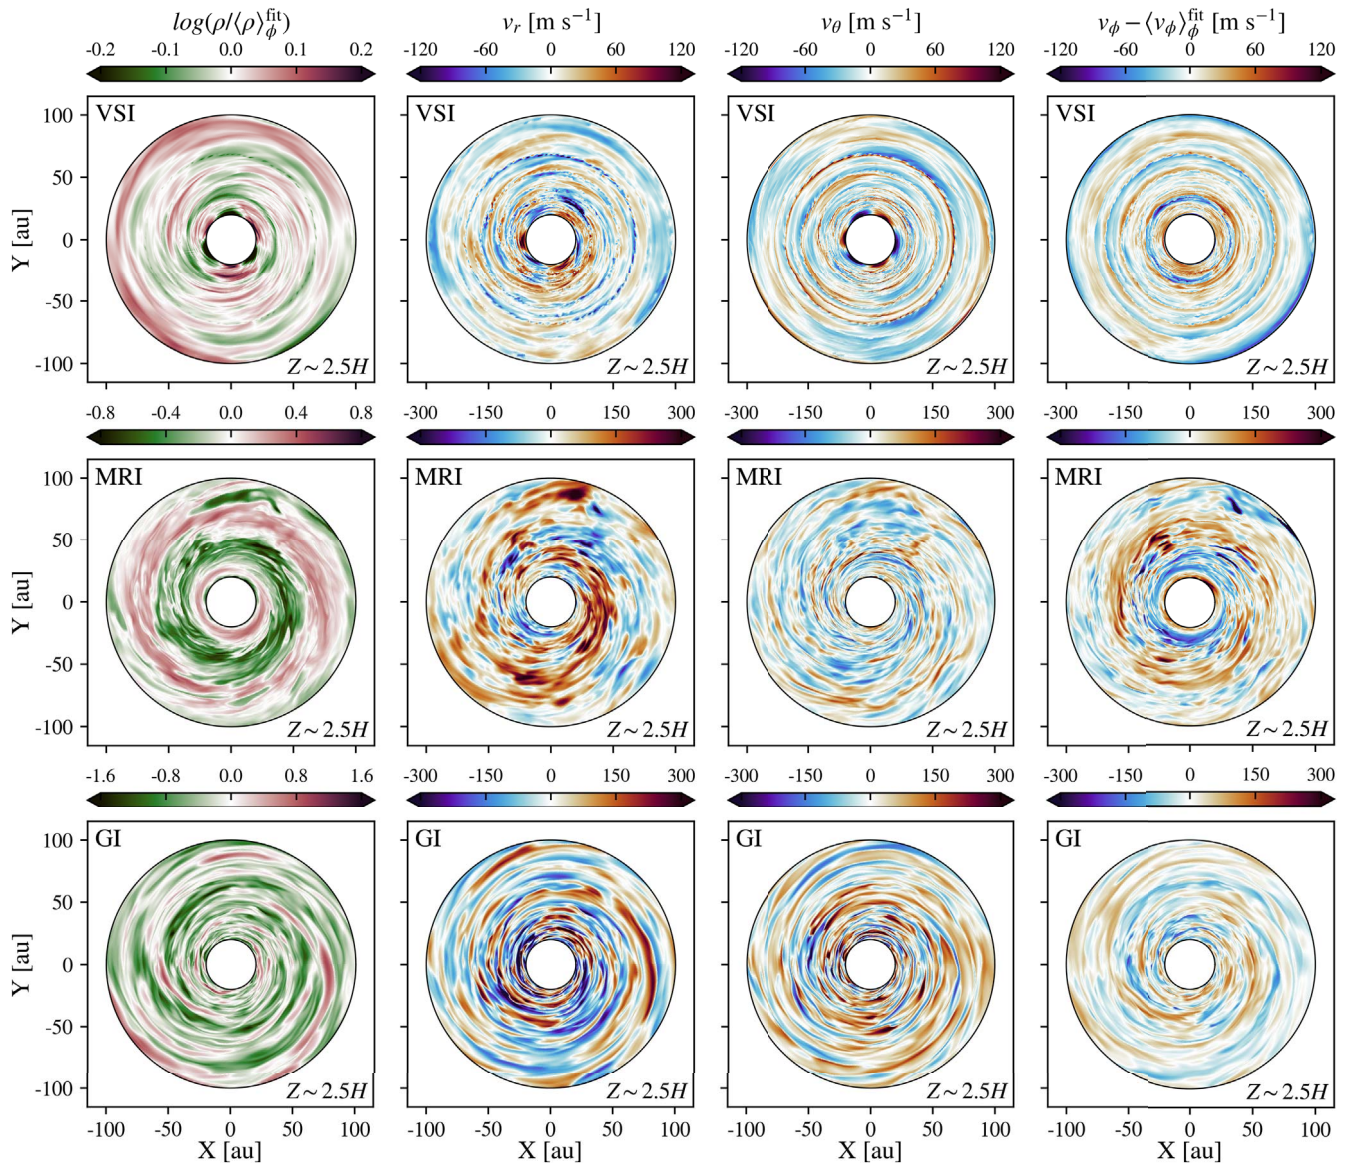 log(ρ/⟨ρ⟩ϕ^fit) v_r [m s⁻¹] v_θ [m s⁻¹] v_ϕ − ⟨v_ϕ⟩ϕ^fit [m s⁻¹]
-0.2 -0.1 0.0 0.1 0.2 -120 -60 0 60 120 -120 -60 0 60 120 -120 -60 0 60 120
100 VSI VSI VSI VSI
50
0
-50
-100
Y [au]
Z ~ 2.5H Z ~ 2.5H Z ~ 2.5H Z ~ 2.5H
-0.8 -0.4 0.0 0.4 0.8 -300 -150 0 150 300 -300 -150 0 150 300 -300 -150 0 150 300
100 MRI MRI MRI MRI
50
0
-50
-100
Y [au]
Z ~ 2.5H Z ~ 2.5H Z ~ 2.5H Z ~ 2.5H
-1.6 -0.8 0.0 0.8 1.6 -300 -150 0 150 300 -300 -150 0 150 300 -300 -150 0 150 300
100 GI GI GI GI
50
0
-50
-100
Y [au]
Z ~ 2.5H Z ~ 2.5H Z ~ 2.5H Z ~ 2.5H
-100 -50 0 50 100 -100 -50 0 50 100 -100 -50 0 50 100 -100 -50 0 50 100
X [au] X [au] X [au] X [au]